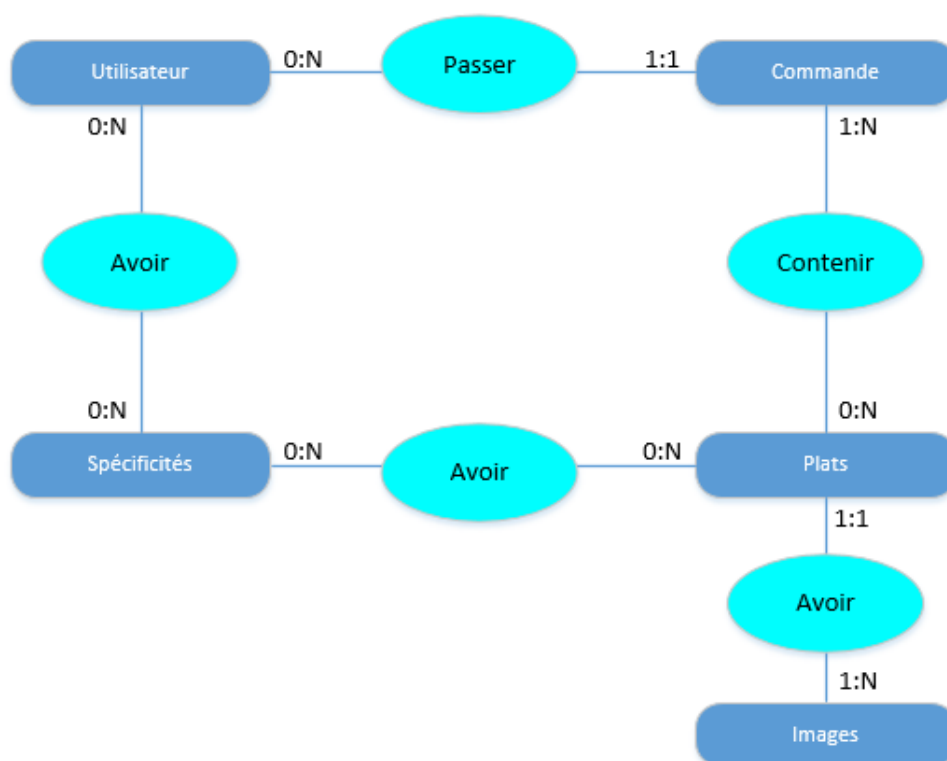 Utilisateur
0:N
Passer
1:1
Commande
0:N
1:N
Avoir
Contenir
0:N
0:N
Spécificités
0:N
Avoir
0:N
Plats
1:1
Avoir
1:N
Images